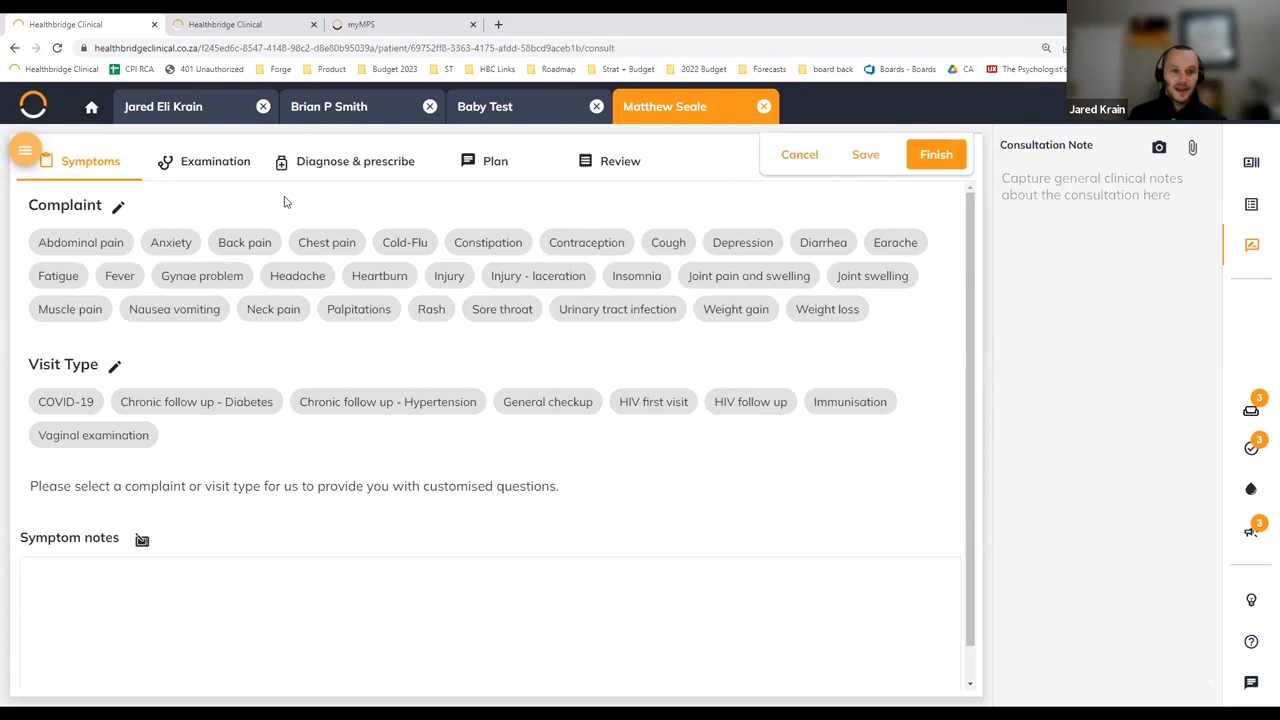 Healthbridge Clinical
Healthbridge Clinical
myMPS
healthbridgeclinical.co.za/f245ed6c-8547-4148-98c2-d8e80b95039a/patient/69752ff8-3363-4175-afdd-58bcd9aceb1b/consult
Healthbridge Clinical CPI RCA 401 Unauthorized Forge Product Budget 2023 ST HBC Links Roadmap Strat + Budget 2022 Budget Forecasts board back Boards - Boards CA UX The Psychologist's
Jared Krain
Jared Eli Krain Brian P Smith Baby Test Matthew Seale
Symptoms Examination Diagnose & prescribe Plan Review
Cancel Save Finish
Consultation Note
Capture general clinical notes
about the consultation here
Complaint
Abdominal pain Anxiety Back pain Chest pain Cold-Flu Constipation Contraception Cough Depression Diarrhea Earache
Fatigue Fever Gynae problem Headache Heartburn Injury Injury - laceration Insomnia Joint pain and swelling Joint swelling
Muscle pain Nausea vomiting Neck pain Palpitations Rash Sore throat Urinary tract infection Weight gain Weight loss
Visit Type
COVID-19 Chronic follow up - Diabetes Chronic follow up - Hypertension General checkup HIV first visit HIV follow up Immunisation
Vaginal examination
Please select a complaint or visit type for us to provide you with customised questions.
Symptom notes
3
3
3